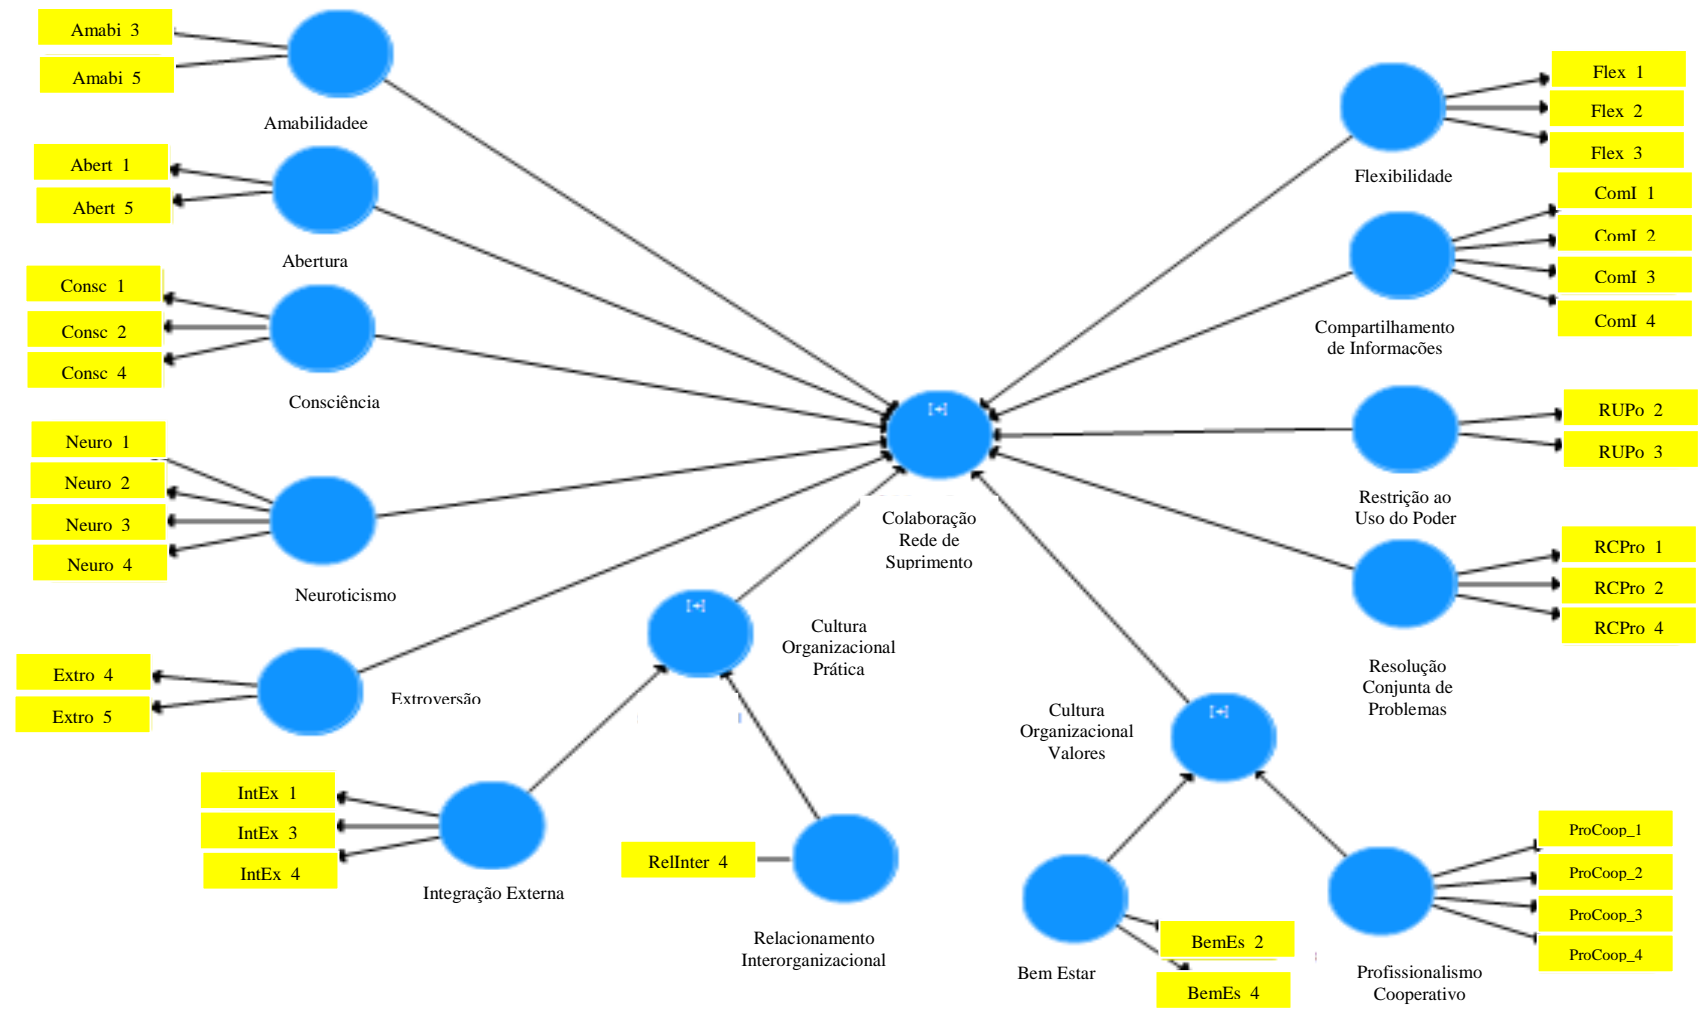 Amabi 3
Amabi 5
Amabilidadee
Abert 1
Abert 5
Abertura
Consc 1
Consc 2
Consc 4
Consciência
Neuro 1
Neuro 2
Neuro 3
Neuro 4
Neuroticismo
Extro 4
Extro 5
Extroversão
IntEx 1
IntEx 3
IntEx 4
Integração Externa
RelInter 4
Relacionamento
Interorganizacional
Cultura
Organizacional
Prática
[+]
[+]
Colaboração
Rede de
Suprimento
Cultura
Organizacional
Valores
[+]
Bem Estar
BemEs 2
BemEs 4
Profissionalismo
Cooperativo
ProCoop_1
ProCoop_2
ProCoop_3
ProCoop_4
Flex 1
Flex 2
Flex 3
Flexibilidade
ComI 1
ComI 2
ComI 3
ComI 4
Compartilhamento
de Informacões
RUPo 2
RUPo 3
Restrição ao
Uso do Poder
RCPro 1
RCPro 2
RCPro 4
Resolução
Conjunta de
Problemas